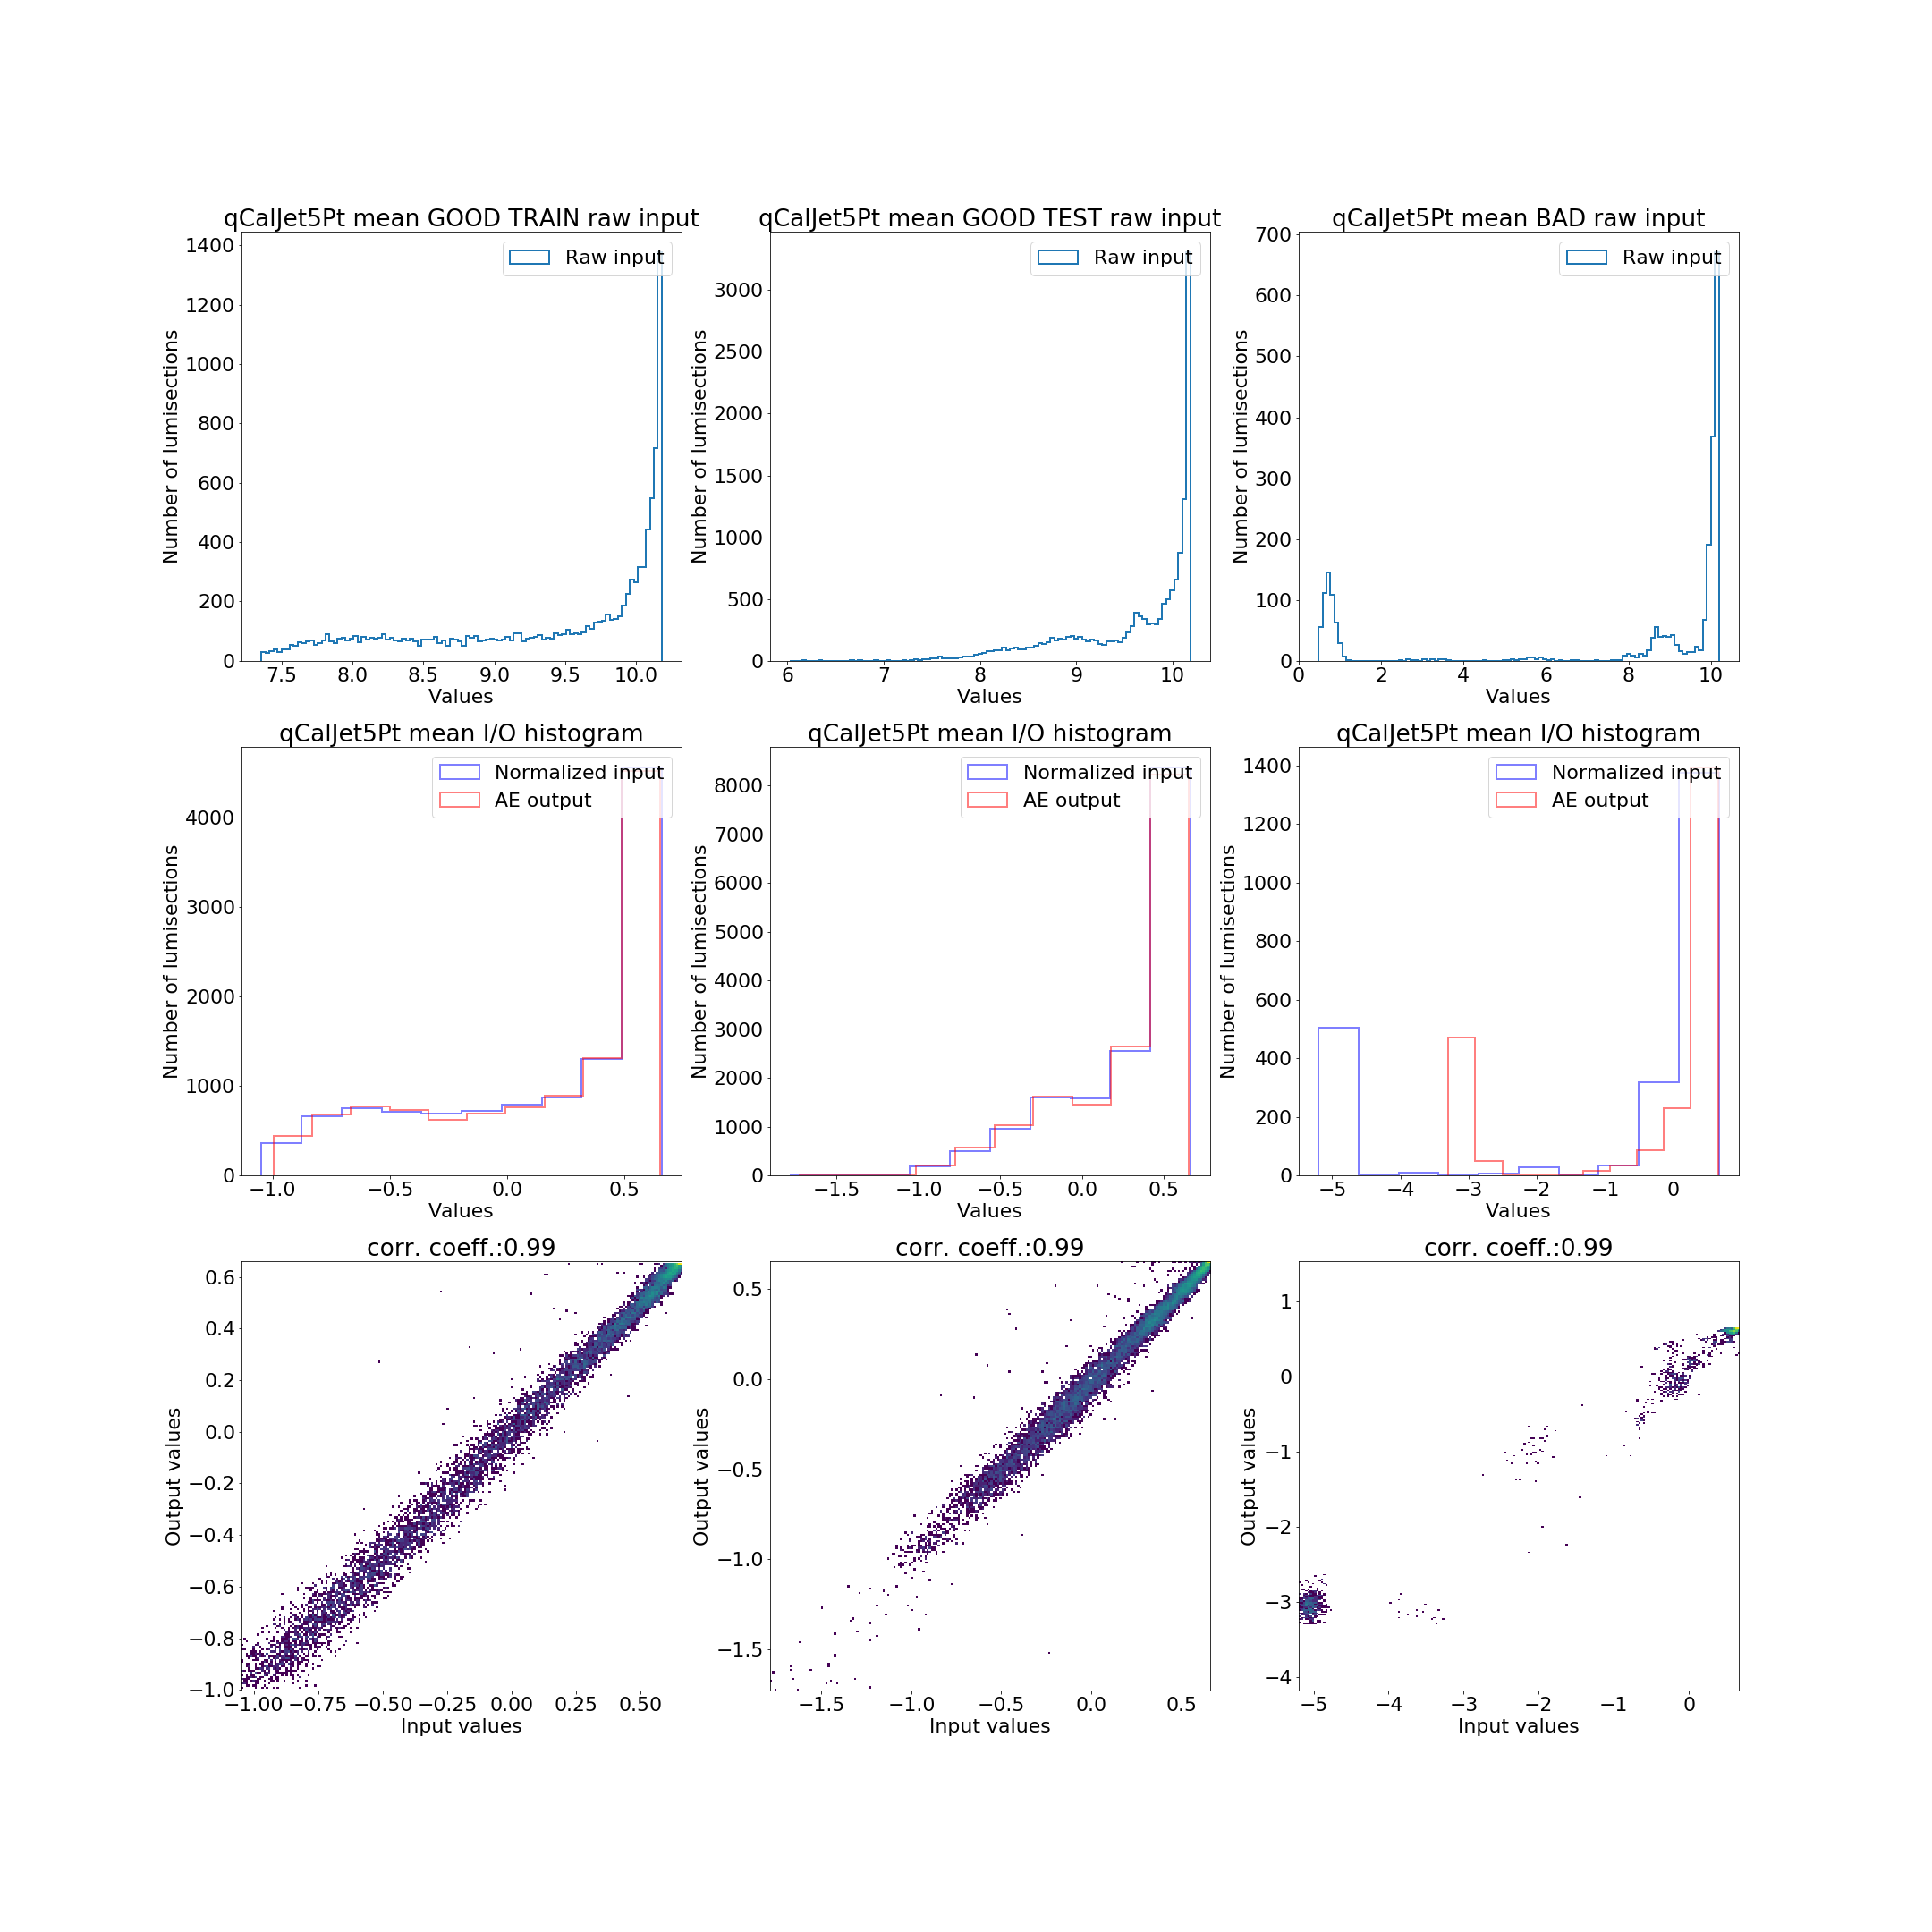 qCalJet5Pt mean GOOD TRAIN raw input
Raw input
Number of lumisections
1400
1200
1000
800
600
400
200
0
7.5 8.0 8.5 9.0 9.5 10.0
Values
qCalJet5Pt mean GOOD TEST raw input
Raw input
Number of lumisections
3000
2500
2000
1500
1000
500
0
6 7 8 9 10
Values
qCalJet5Pt mean BAD raw input
Raw input
Number of lumisections
700
600
500
400
300
200
100
0
0 2 4 6 8 10
Values
qCalJet5Pt mean I/O histogram
Normalized input
AE output
Number of lumisections
4000
3000
2000
1000
0
−1.0 −0.5 0.0 0.5
Values
qCalJet5Pt mean I/O histogram
Normalized input
AE output
Number of lumisections
8000
7000
6000
5000
4000
3000
2000
1000
0
−1.5 −1.0 −0.5 0.0 0.5
Values
qCalJet5Pt mean I/O histogram
Normalized input
AE output
Number of lumisections
1400
1200
1000
800
600
400
200
0
−5 −4 −3 −2 −1 0
Values
corr. coeff.:0.99
Output values
0.6
0.4
0.2
0.0
−0.2
−0.4
−0.6
−0.8
−1.0
−1.00 −0.75 −0.50 −0.25 0.00 0.25 0.50
Input values
corr. coeff.:0.99
Output values
0.5
0.0
−0.5
−1.0
−1.5
−1.5 −1.0 −0.5 0.0 0.5
Input values
corr. coeff.:0.99
Output values
1
0
−1
−2
−3
−4
−5 −4 −3 −2 −1 0
Input values